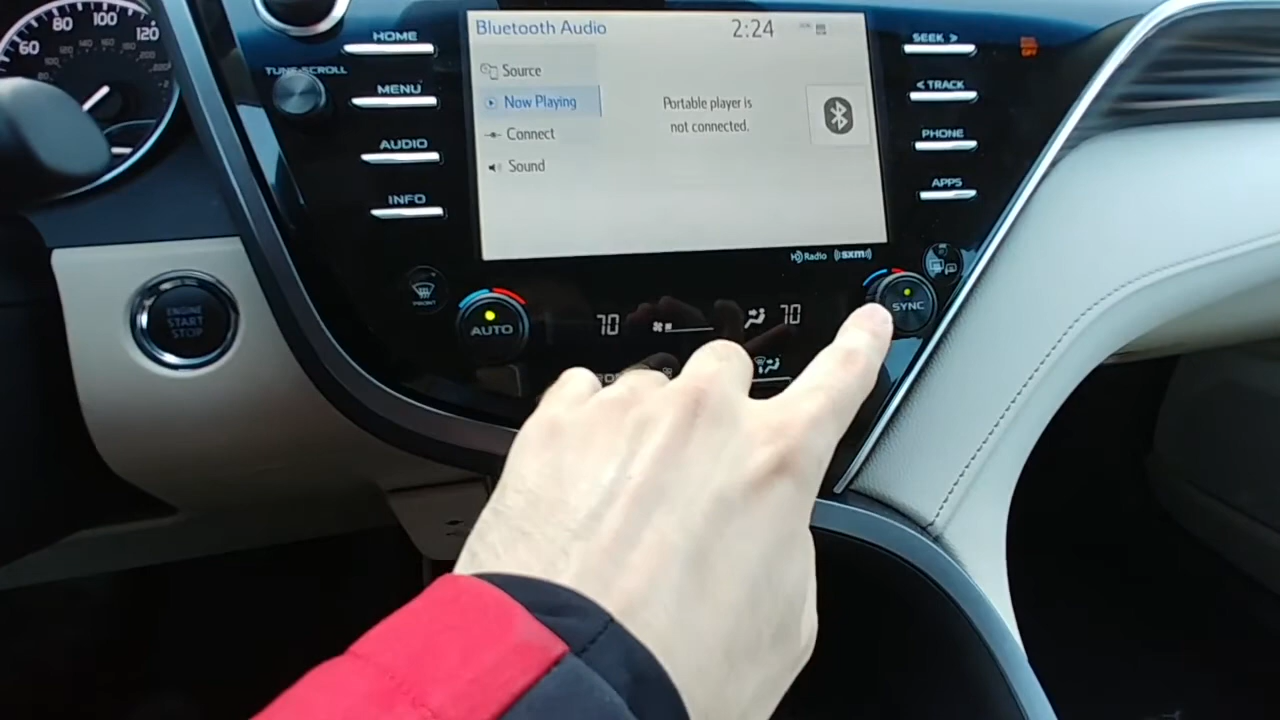 60
80
100
120
TUNE/SCROLL
HOME
MENU
AUDIO
INFO
Bluetooth Audio
2:24
Source
Now Playing
Connect
Sound
Portable player is
not connected.
SEEK >
< TRACK
PHONE
APPS
OFF
HD Radio
((SXM))
ENGINE
START
STOP
FRONT
AUTO
70
70
SYNC